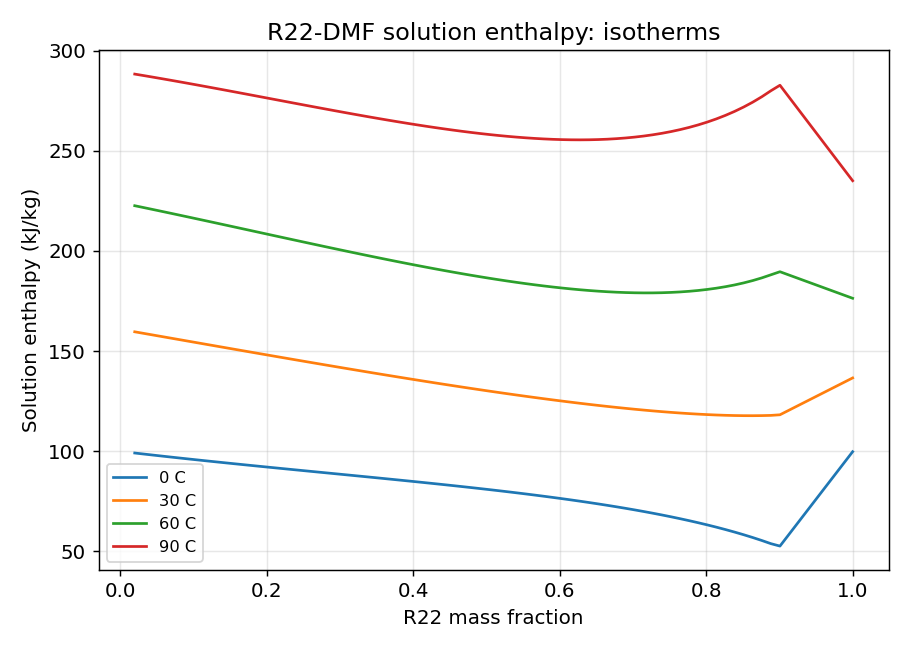 R22-DMF solution enthalpy: isotherms
Solution enthalpy (kJ/kg)
300
250
200
150
100
50
0 C
30 C
60 C
90 C
0.0 0.2 0.4 0.6 0.8 1.0
R22 mass fraction